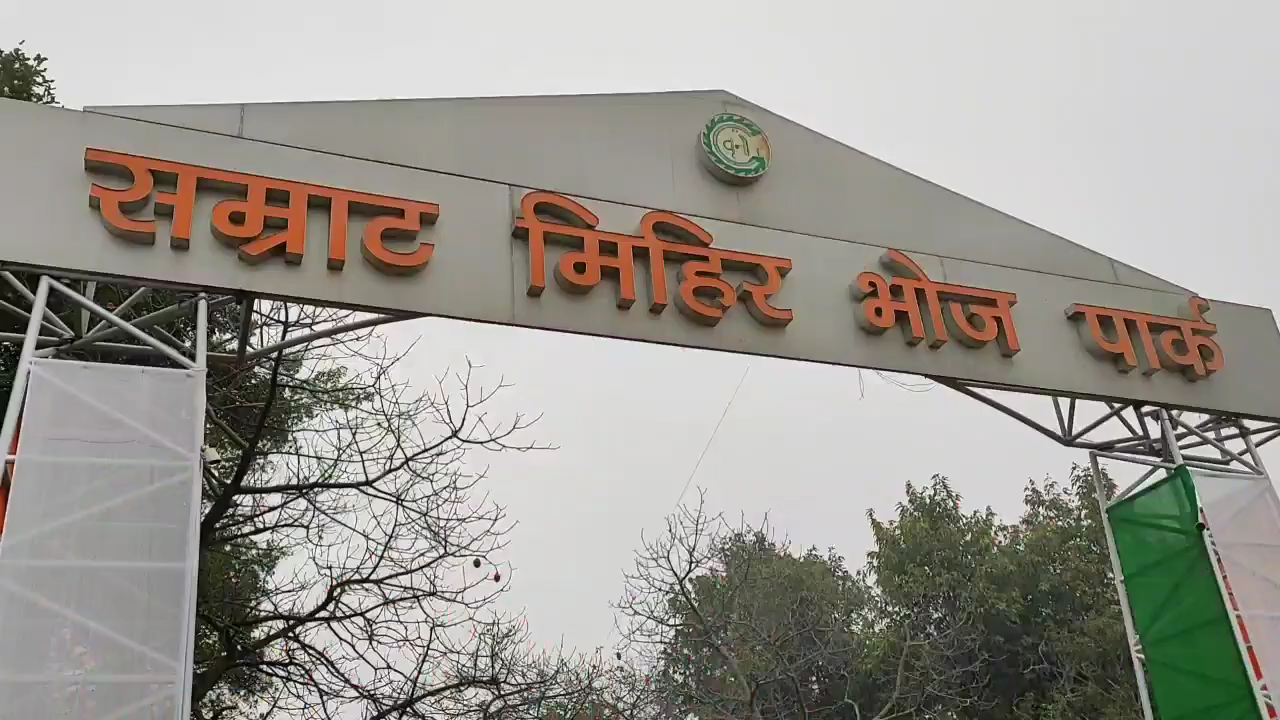 सम्राट मिहिर भोज पार्क